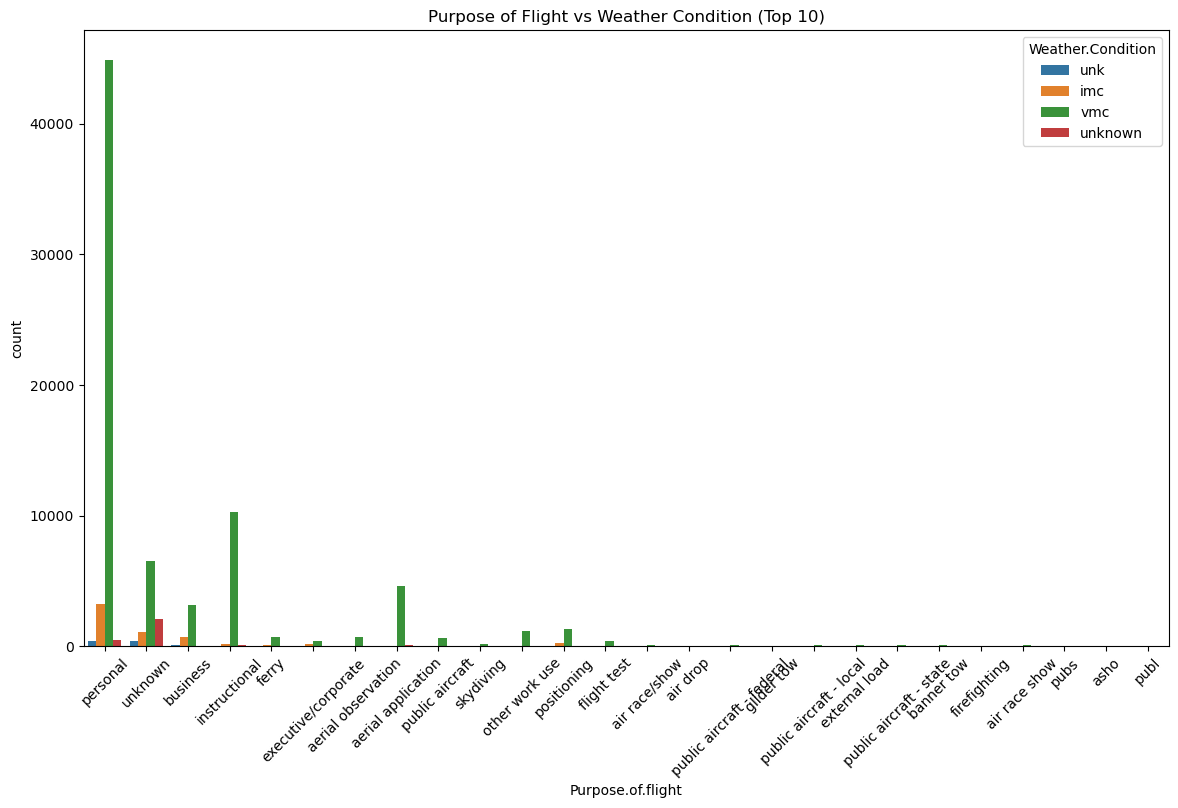 Purpose of Flight vs Weather Condition (Top 10)
Weather.Condition
unk
imc
vmc
unknown
count
40000
30000
20000
10000
0
personal
unknown
business
instructional
ferry
executive/corporate
aerial observation
aerial application
public aircraft
skydiving
other work use
positioning
flight test
air race/show
air drop
public aircraft - federal
glider tow
public aircraft - local
external load
public aircraft - state
banner tow
firefighting
air race show
pubs
asho
publ
Purpose.of.flight